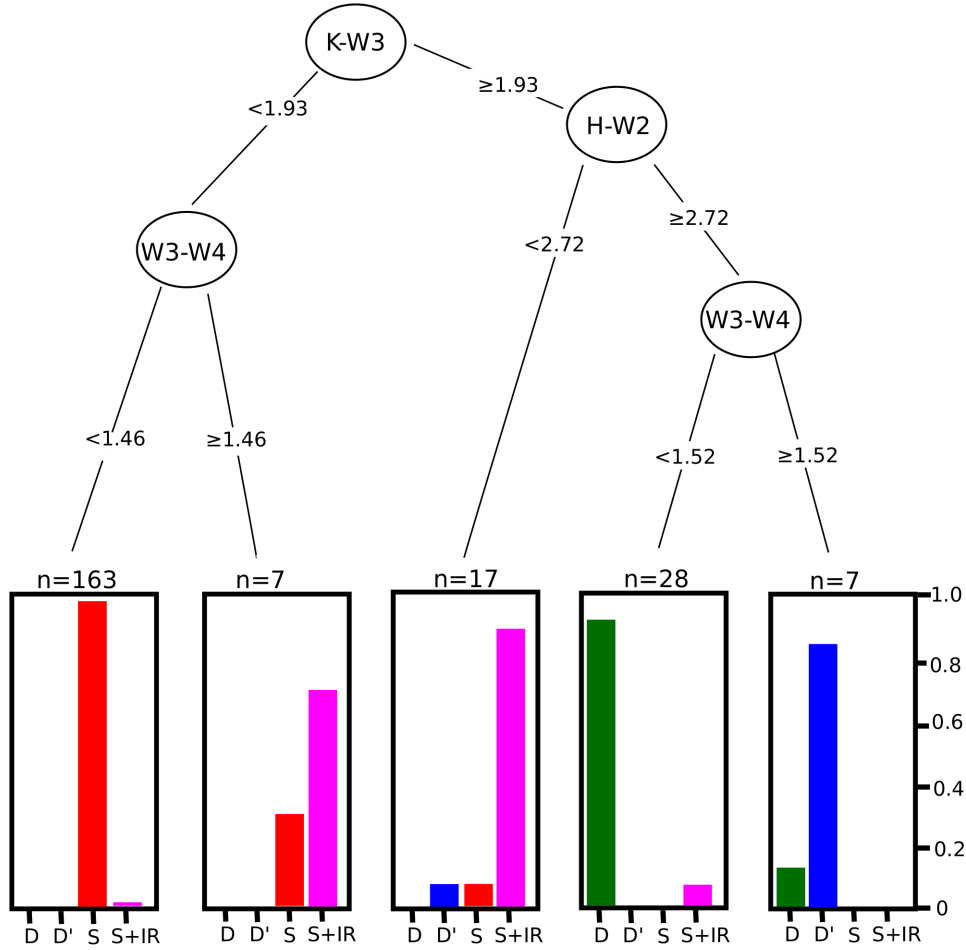 K-W3
<1.93
≥1.93
H-W2
W3-W4
<2.72
≥2.72
W3-W4
<1.46
≥1.46
<1.52
≥1.52
n=163
n=7
n=17
n=28
n=7
1.0
0.8
0.6
0.4
0.2
0
D D' S S+IR
D D' S S+IR
D D' S S+IR
D D' S S+IR
D D' S S+IR